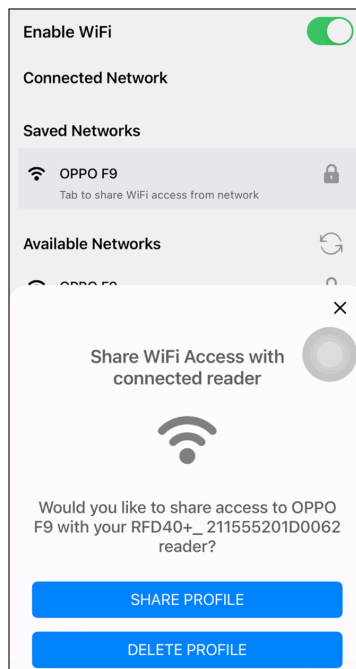 Enable WiFi
Connected Network
Saved Networks
OPPO F9
Tab to share WiFi access from network
Available Networks
OPPO F9
Share WiFi Access with
connected reader
Would you like to share access to OPPO
F9 with your RFD40+_ 211555201D0062
reader?
SHARE PROFILE
DELETE PROFILE